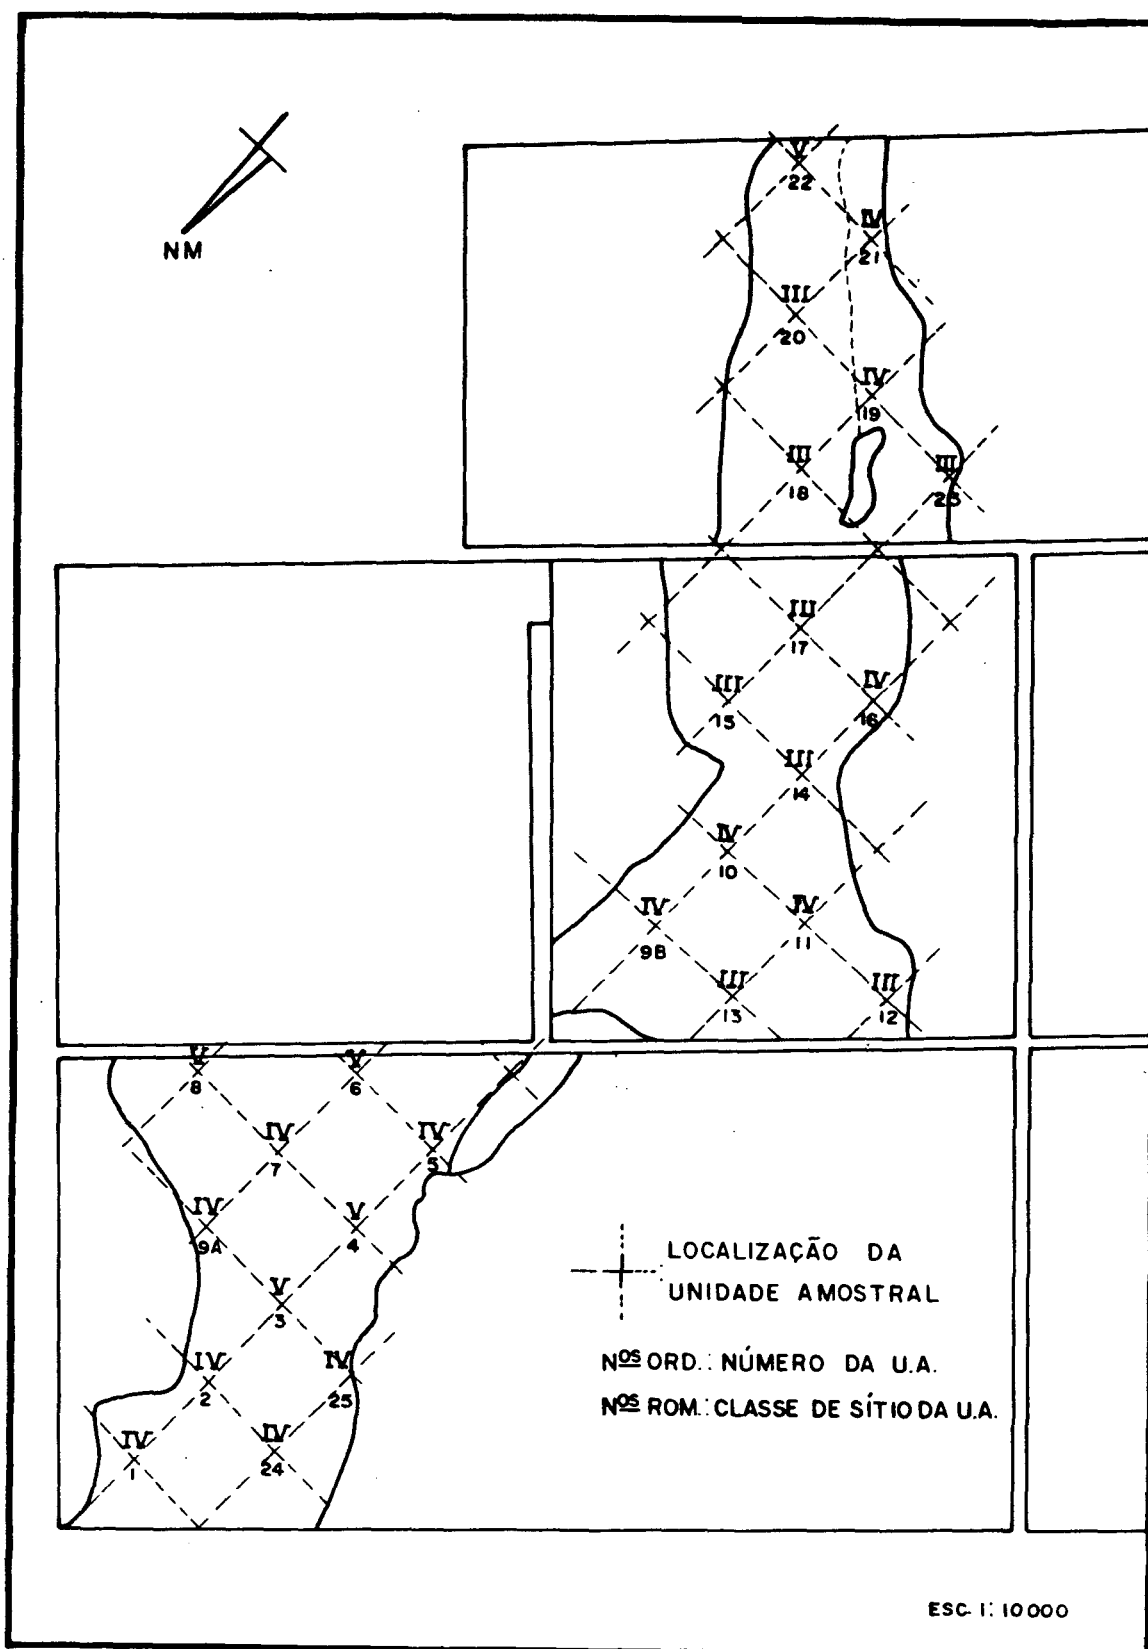 NM
V
22
IV
21
III
20
IV
19
III
18
III
23
III
17
III
15
IV
16
III
14
IV
10
IV
9B
IV
11
III
13
III
12
V
8
V
6
IV
7
IV
5
IV
9A
V
4
V
3
IV
2
IV
25
IV
1
IV
24
LOCALIZAÇÃO DA
UNIDADE AMOSTRAL
Nos ORD.: NÚMERO DA U.A.
Nos ROM.: CLASSE DE SÍTIO DA U.A.
ESC. 1:10000